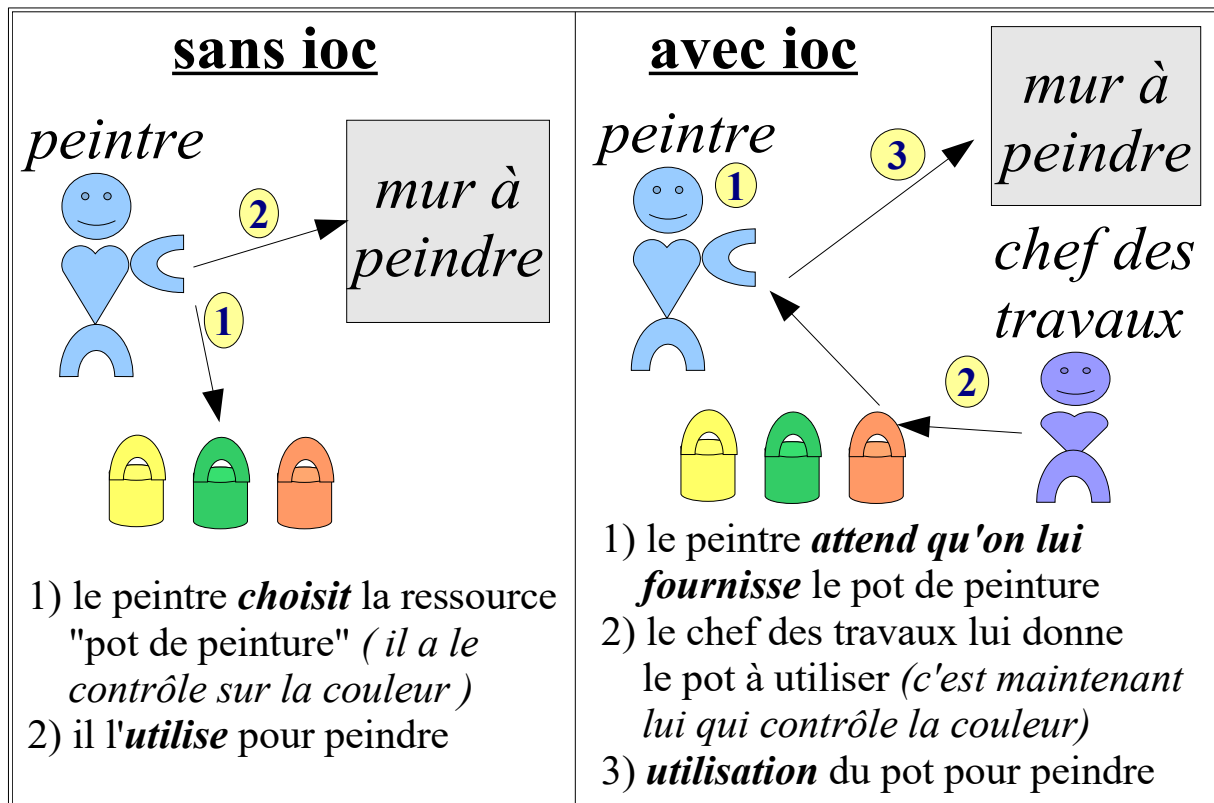 sans ioc
peintre
mur à
peindre
2
1
1) le peintre choisit la ressource
"pot de peinture" ( il a le
contrôle sur la couleur )
2) il l'utilise pour peindre
avec ioc
peintre
1
3
mur à
peindre
chef des
travaux
2
1) le peintre attend qu'on lui
fournisse le pot de peinture
2) le chef des travaux lui donne
le pot à utiliser (c'est maintenant
lui qui contrôle la couleur)
3) utilisation du pot pour peindre